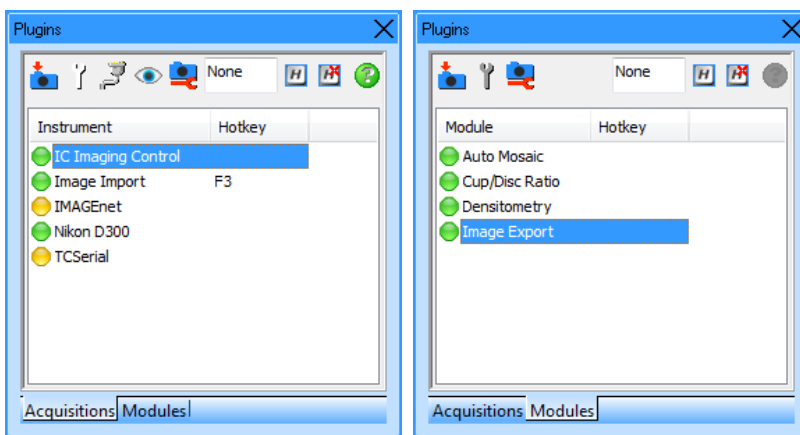 Plugins
None
H H ?
Instrument Hotkey
IC Imaging Control
Image Import F3
IMAGEnet
Nikon D300
TCSerial
Acquisitions Modules
Plugins
None
H H
Module Hotkey
Auto Mosaic
Cup/Disc Ratio
Densitometry
Image Export
Acquisitions Modules